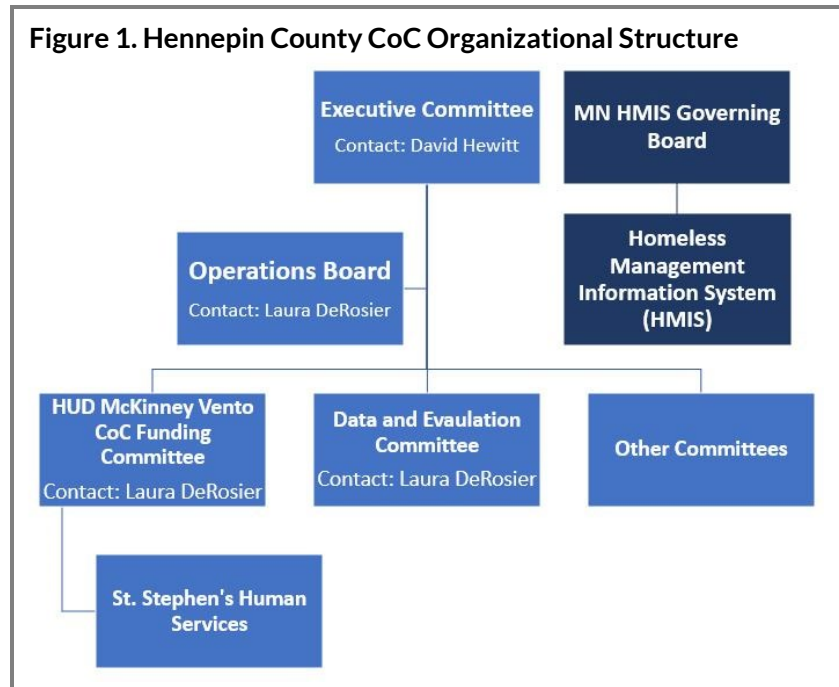 Figure 1. Hennepin County CoC Organizational Structure
Executive Committee
Contact: David Hewitt
MN HMIS Governing
Board
Operations Board
Contact: Laura DeRosier
Homeless
Management
Information System
(HMIS)
HUD McKinney Vento
CoC Funding
Committee
Contact: Laura DeRosier
Data and Evaulation
Committee
Contact: Laura DeRosier
Other Committees
St. Stephen's Human
Services